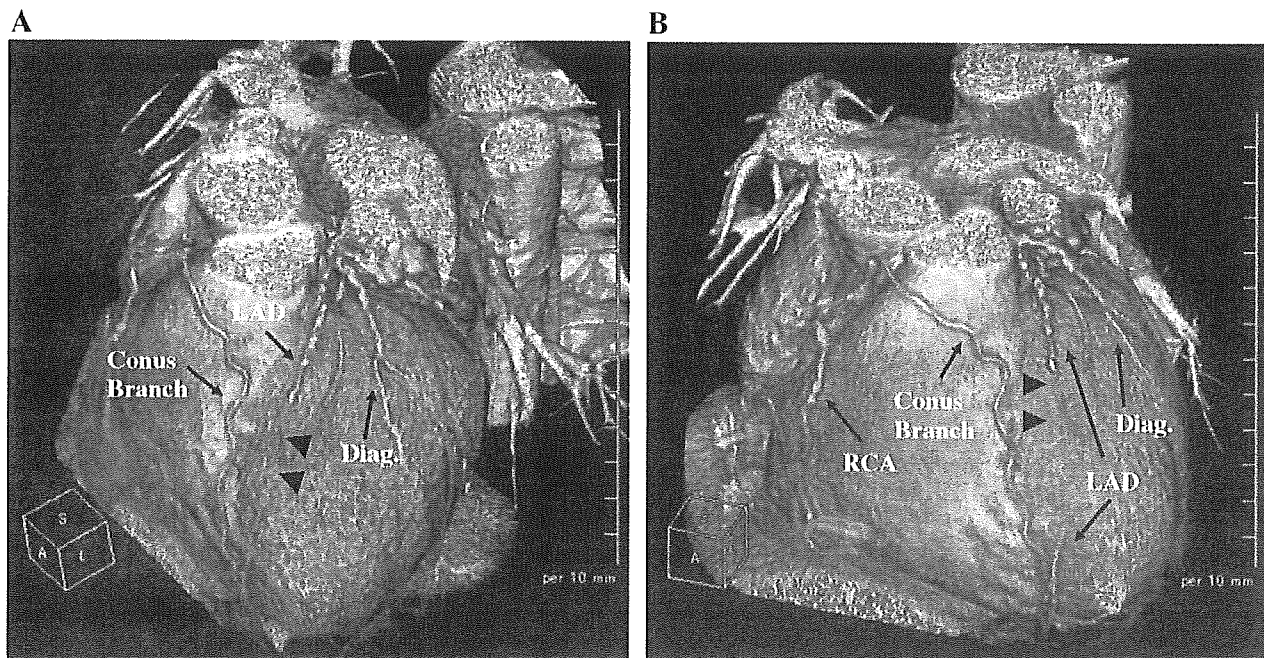 A
LAD
Conus
Branch
Diag.
S
A
L
per 10 mm
B
Conus
Branch
Diag.
RCA
LAD
A
per 10 mm